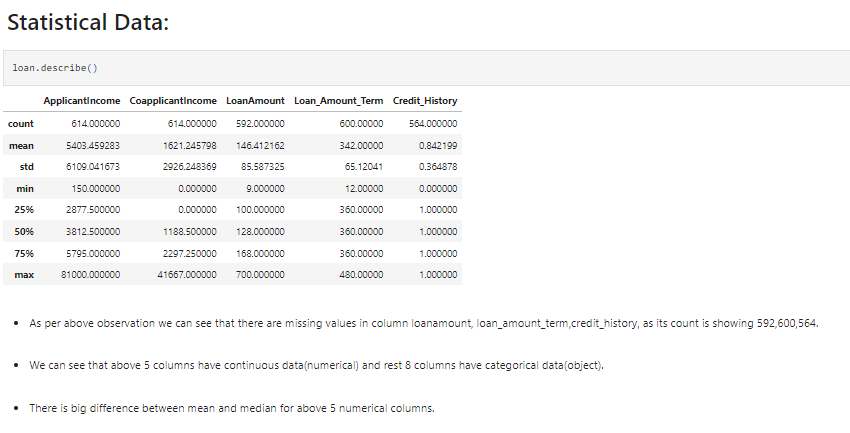 Statistical Data:
loan.describe()
ApplicantIncome CoapplicantIncome LoanAmount Loan_Amount_Term Credit_History
count 614.000000 614.000000 592.000000 600.00000 564.000000
mean 5403.459283 1621.245798 146.412162 342.00000 0.842199
std 6109.041673 2926.248369 85.587325 65.12041 0.364878
min 150.000000 0.000000 9.000000 12.00000 0.000000
25% 2877.500000 0.000000 100.000000 360.00000 1.000000
50% 3812.500000 1188.500000 128.000000 360.00000 1.000000
75% 5795.000000 2297.250000 168.000000 360.00000 1.000000
max 81000.000000 41667.000000 700.000000 480.00000 1.000000
• As per above observation we can see that there are missing values in column loanamount, loan_amount_term,credit_history, as its count is showing 592,600,564.
• We can see that above 5 columns have continuous data(numerical) and rest 8 columns have categorical data(object).
• There is big difference between mean and median for above 5 numerical columns.